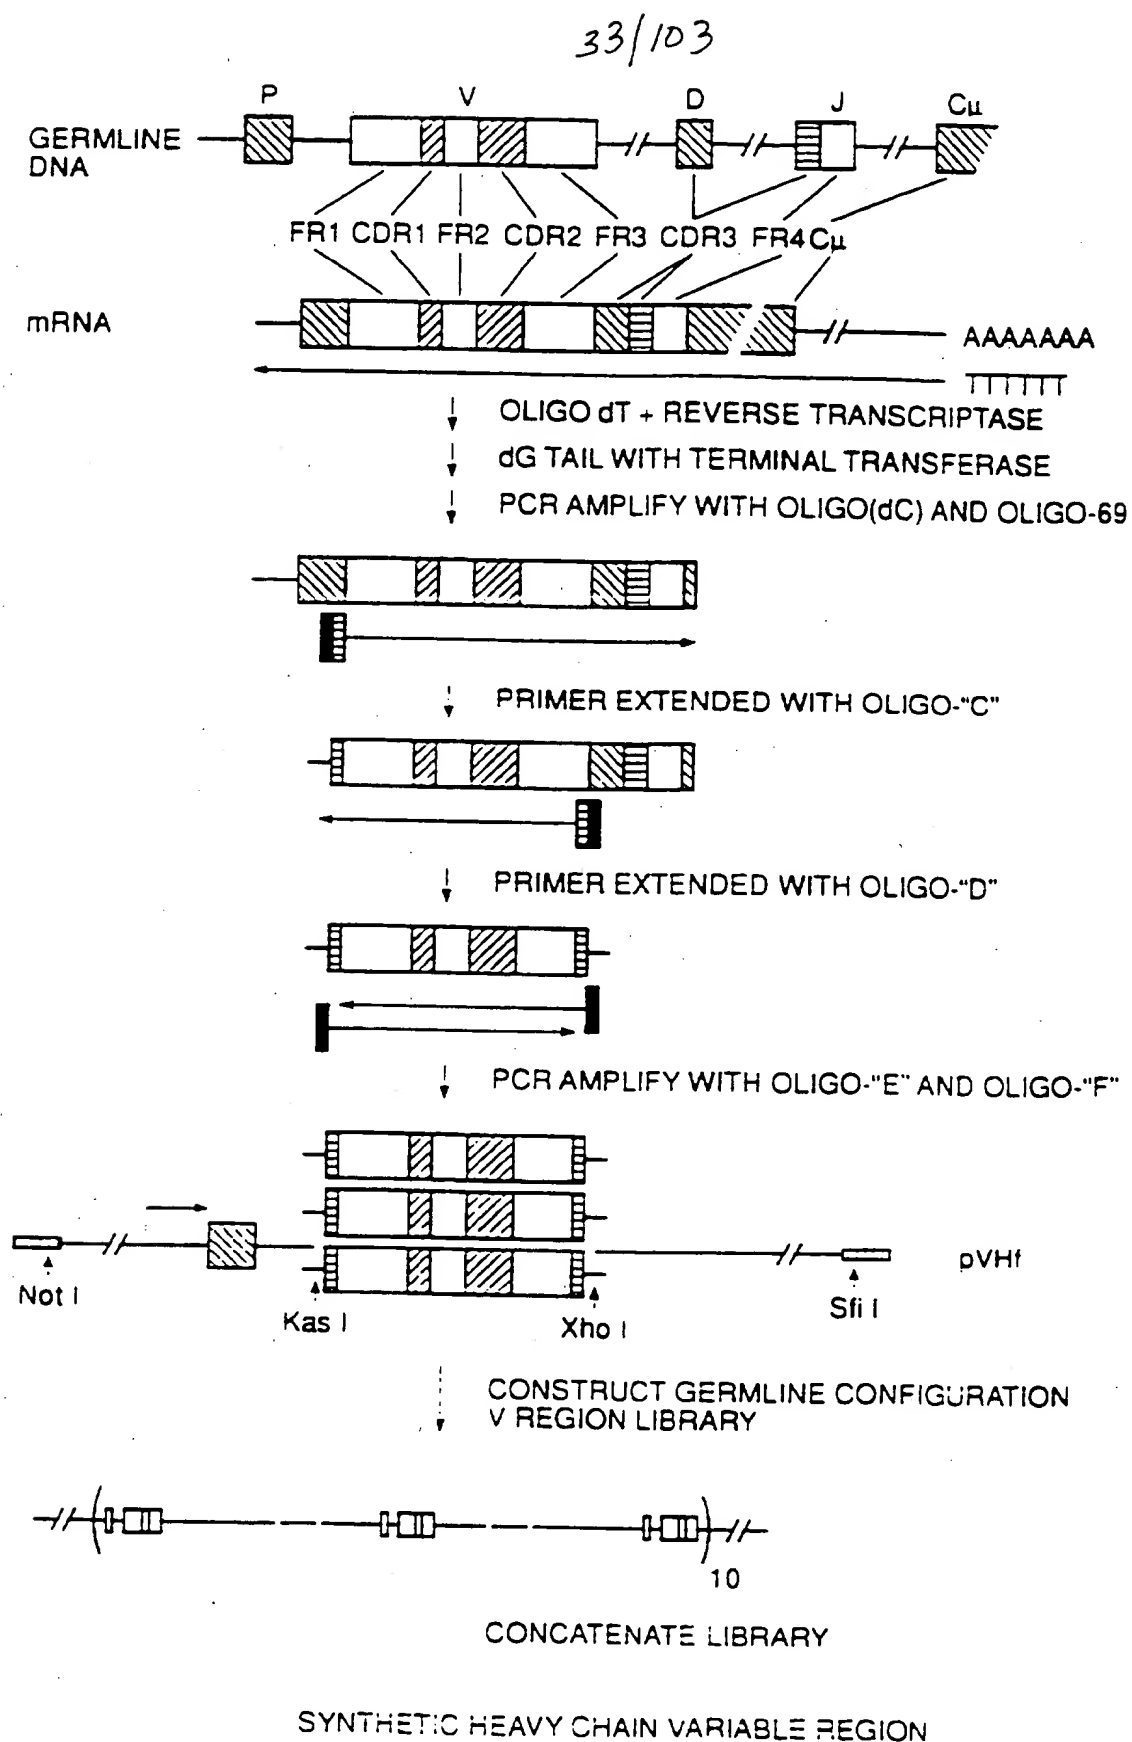 33/103
P V D J Cμ
GERMLINE
DNA
FR1 CDR1 FR2 CDR2 FR3 CDR3 FR4 Cμ
mRNA
AAAAAAA
TTTTTT
OLIGO dT + REVERSE TRANSCRIPTASE
dG TAIL WITH TERMINAL TRANSFERASE
PCR AMPLIFY WITH OLIGO(dC) AND OLIGO-69
PRIMER EXTENDED WITH OLIGO-"C"
PRIMER EXTENDED WITH OLIGO-"D"
PCR AMPLIFY WITH OLIGO-"E" AND OLIGO-"F"
pVHf
Not I
Kas I
Xho I
Sfi I
CONSTRUCT GERMLINE CONFIGURATION
V REGION LIBRARY
10
CONCATENATE LIBRARY
SYNTHETIC HEAVY CHAIN VARIABLE REGION